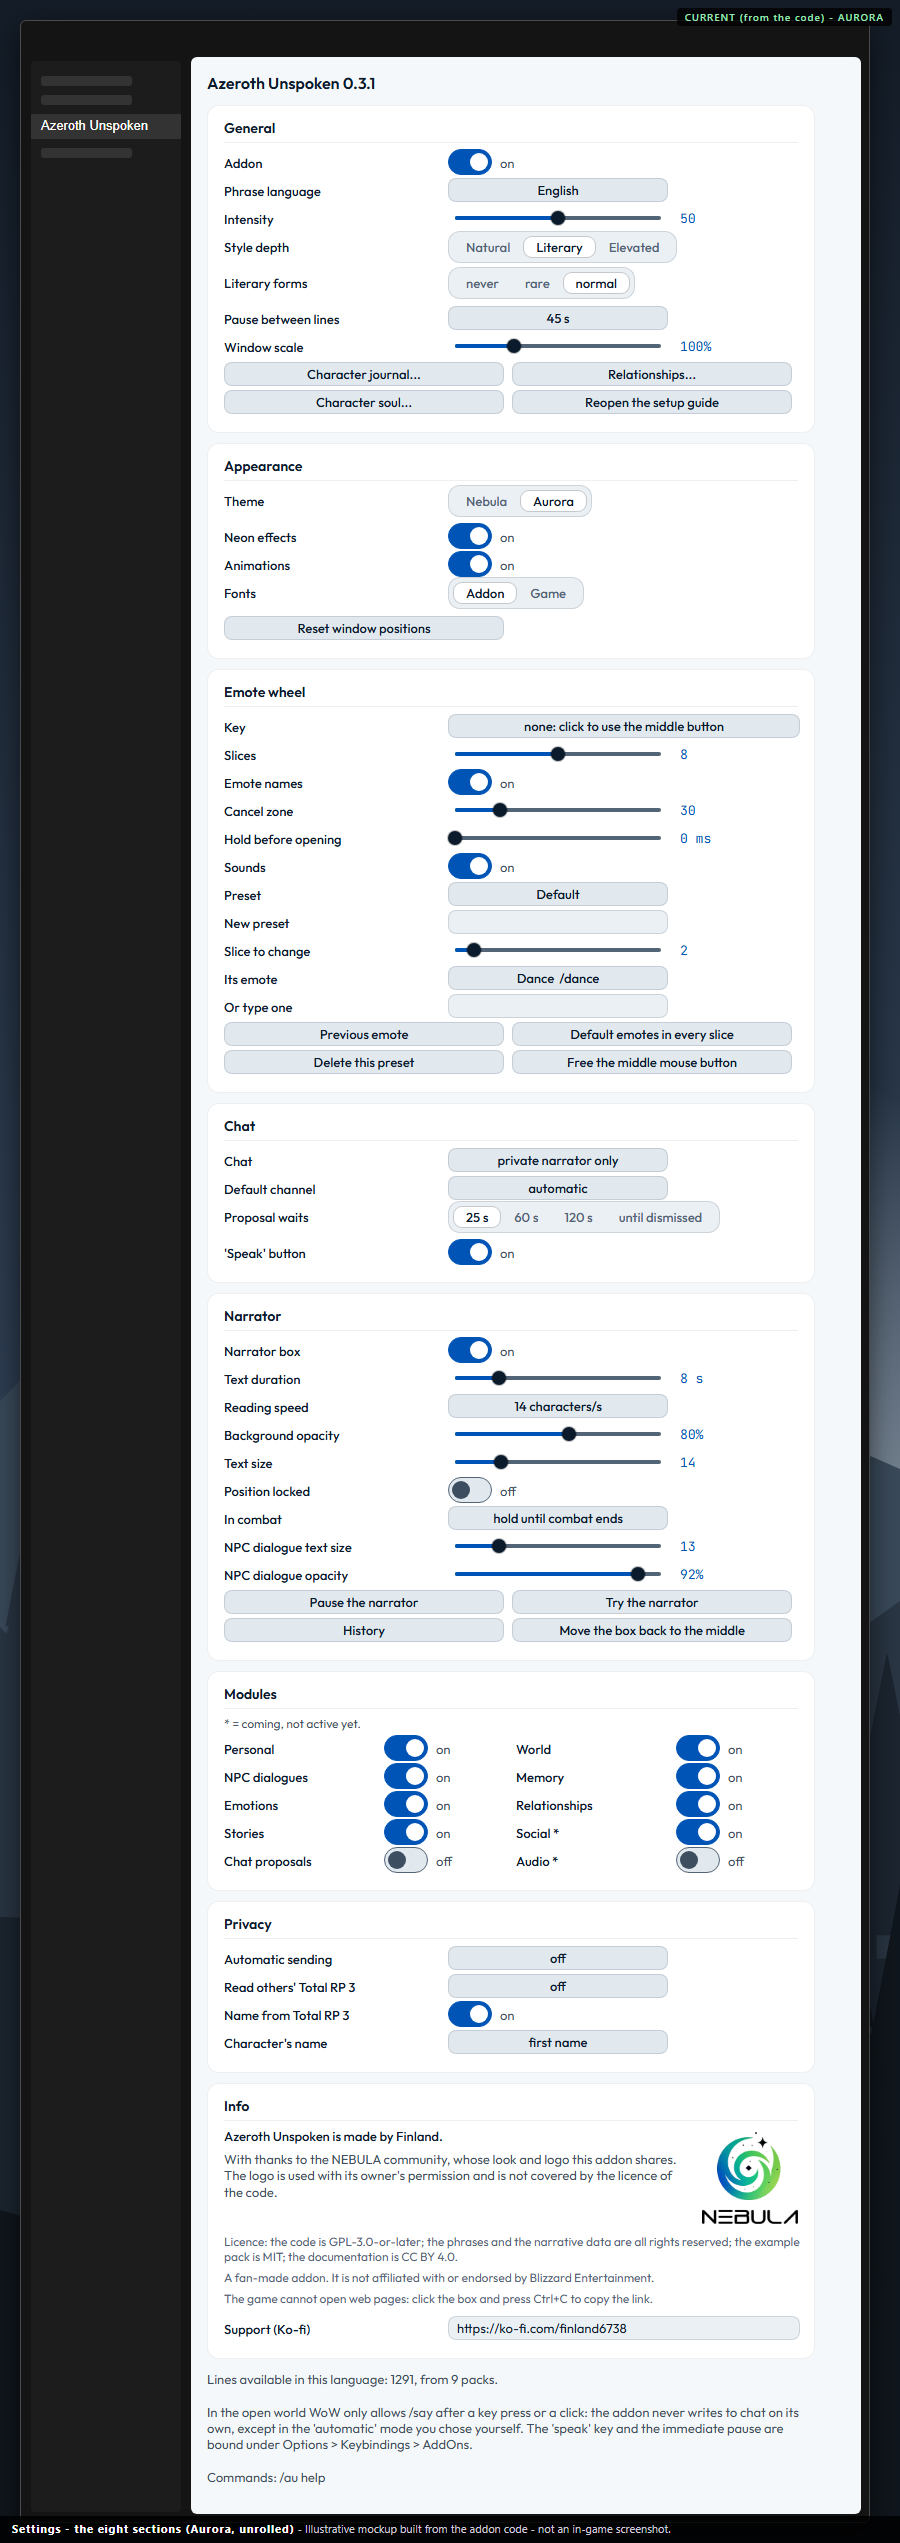 CURRENT (from the code) - AURORA
Azeroth Unspoken 0.3.1
Azeroth Unspoken
General
Addon on
Phrase language English
Intensity 50
Style depth Natural Literary Elevated
Literary forms never rare normal
Pause between lines 45 s
Window scale 100%
Character journal... Relationships...
Character soul... Reopen the setup guide
Appearance
Theme Nebula Aurora
Neon effects on
Animations on
Fonts Addon Game
Reset window positions
Emote wheel
Key none: click to use the middle button
Slices 8
Emote names on
Cancel zone 30
Hold before opening 0 ms
Sounds on
Preset Default
New preset
Slice to change 2
Its emote Dance /dance
Or type one
Previous emote Default emotes in every slice
Delete this preset Free the middle mouse button
Chat
Chat private narrator only
Default channel automatic
Proposal waits 25 s 60 s 120 s until dismissed
'Speak' button on
Narrator
Narrator box on
Text duration 8 s
Reading speed 14 characters/s
Background opacity 80%
Text size 14
Position locked off
In combat hold until combat ends
NPC dialogue text size 13
NPC dialogue opacity 92%
Pause the narrator Try the narrator
History Move the box back to the middle
Modules
* = coming, not active yet.
Personal on World on
NPC dialogues on Memory on
Emotions on Relationships on
Stories on Social * on
Chat proposals off Audio * off
Privacy
Automatic sending off
Read others' Total RP 3 off
Name from Total RP 3 on
Character's name first name
Info
Azeroth Unspoken is made by Finland.
With thanks to the NEBULA community, whose look and logo this addon shares.
The logo is used with its owner's permission and is not covered by the licence of
the code.
NEBULA
Licence: the code is GPL-3.0-or-later; the phrases and the narrative data are all rights reserved; the example
pack is MIT; the documentation is CC BY 4.0.
A fan-made addon. It is not affiliated with or endorsed by Blizzard Entertainment.
The game cannot open web pages: click the box and press Ctrl+C to copy the link.
Support (Ko-fi) https://ko-fi.com/finland6738
Lines available in this language: 1291, from 9 packs.
In the open world WoW only allows /say after a key press or a click: the addon never writes to chat on its
own, except in the 'automatic' mode you chose yourself. The 'speak' key and the immediate pause are
bound under Options > Keybindings > AddOns.
Commands: /au help
Settings - the eight sections (Aurora, unrolled) - Illustrative mockup built from the addon code - not an in-game screenshot.